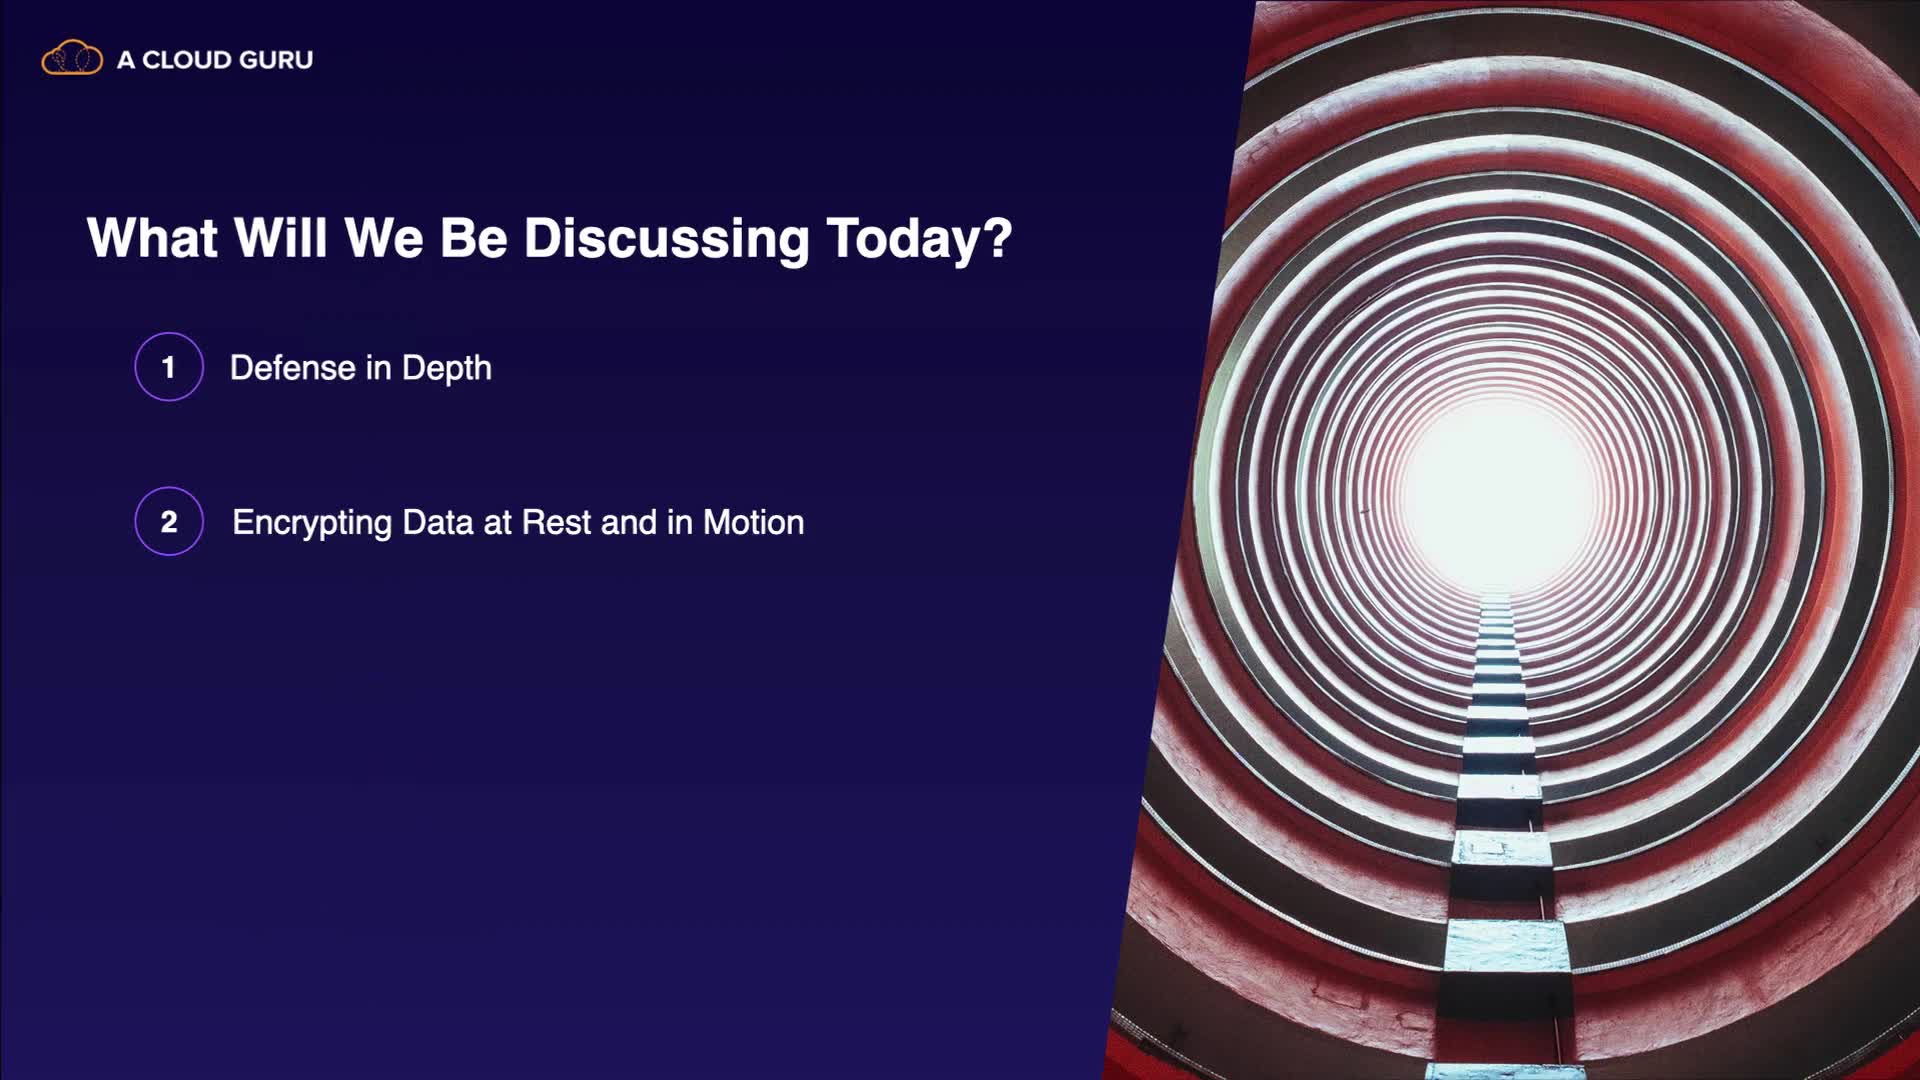 A CLOUD GURU
What Will We Be Discussing Today?
1 Defense in Depth
2 Encrypting Data at Rest and in Motion